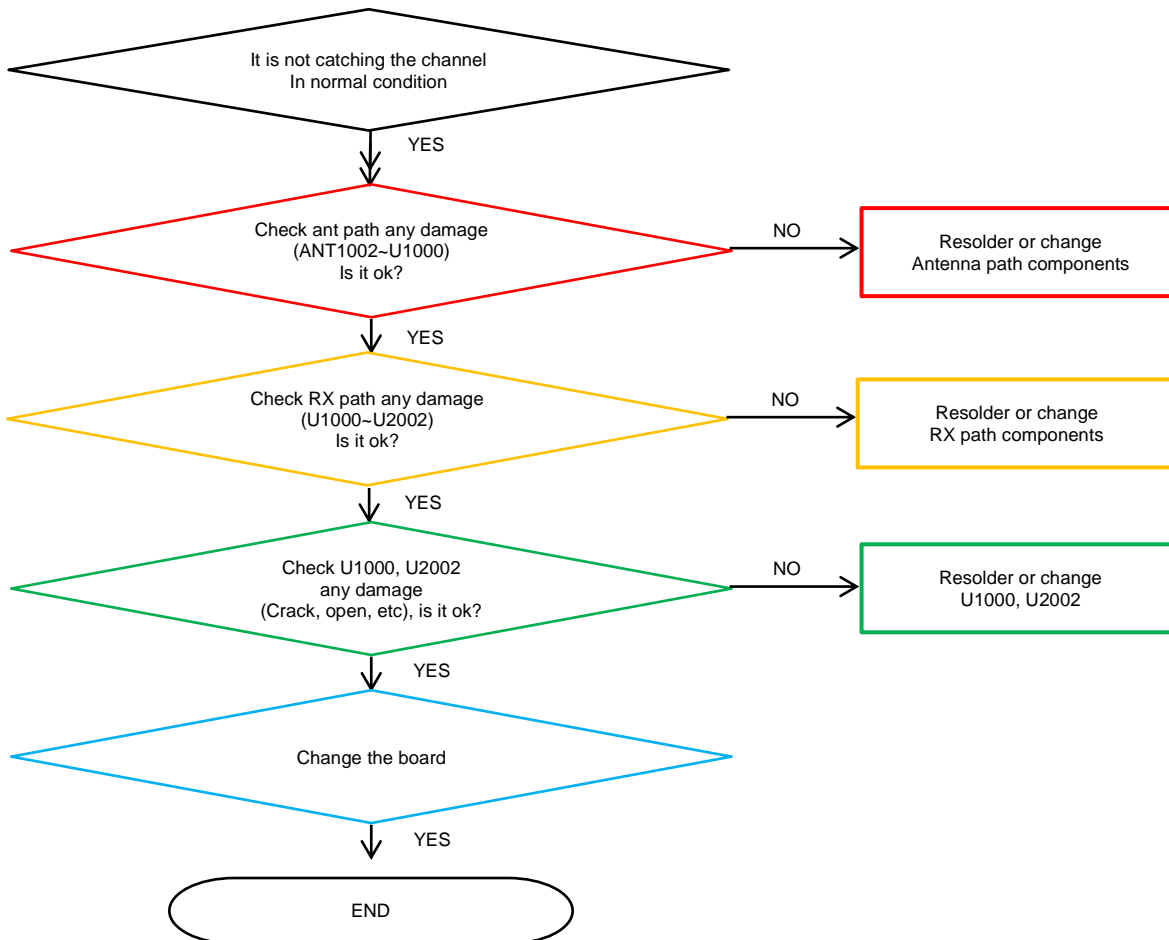 It is not catching the channel
In normal condition
YES
Check ant path any damage
(ANT1002~U1000)
Is it ok?
NO
Resolder or change
Antenna path components
YES
Check RX path any damage
(U1000~U2002)
Is it ok?
NO
Resolder or change
RX path components
YES
Check U1000, U2002
any damage
(Crack, open, etc), is it ok?
NO
Resolder or change
U1000, U2002
YES
Change the board
YES
END